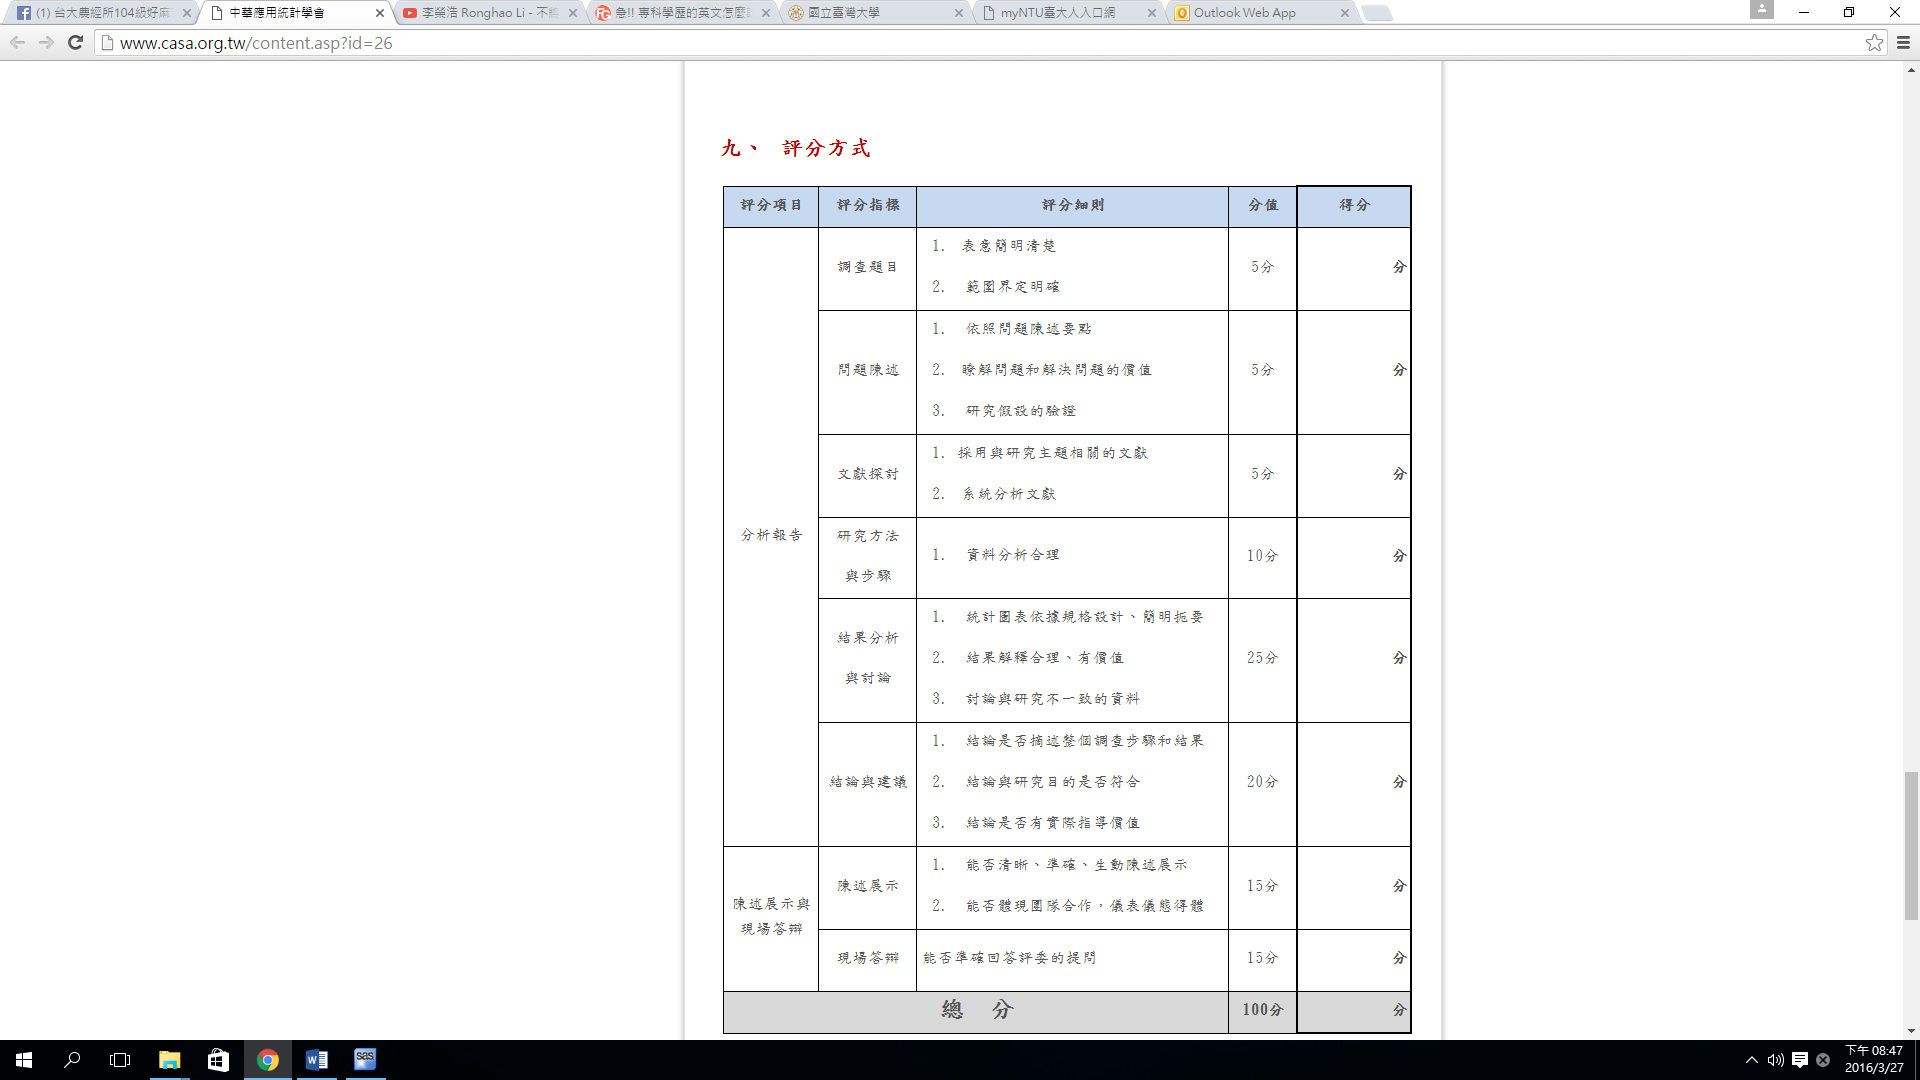 (1) 台大農經所104級好麻
中華應用統計學會
李榮浩 Ronghao Li - 不將
急!! 專科學歷的英文怎麼
國立臺灣大學
myNTU臺大人入口網
Outlook Web App
www.casa.org.tw/content.asp?id=26
九、 評分方式
評分項目 評分指標 評分細則 分值 得分
分析報告
調查題目
1. 表意簡明清楚
2. 範圍界定明確
5分
分
問題陳述
1. 依照問題陳述要點
2. 瞭解問題和解決問題的價值
3. 研究假設的驗證
5分
分
文獻探討
1. 採用與研究主題相關的文獻
2. 系統分析文獻
5分
分
研究方法
與步驟
1. 資料分析合理
10分
分
結果分析
與討論
1. 統計圖表依據規格設計、簡明扼要
2. 結果解釋合理、有價值
3. 討論與研究不一致的資料
25分
分
結論與建議
1. 結論是否摘述整個調查步驟和結果
2. 結論與研究目的是否符合
3. 結論是否有實際指導價值
20分
分
陳述展示與
現場答辯
陳述展示
1. 能否清晰、準確、生動陳述展示
2. 能否體現團隊合作，儀表儀態得體
15分
分
現場答辯
能否準確回答評委的提問
15分
分
總 分
100分
分
sas
下午 08:47
2016/3/27